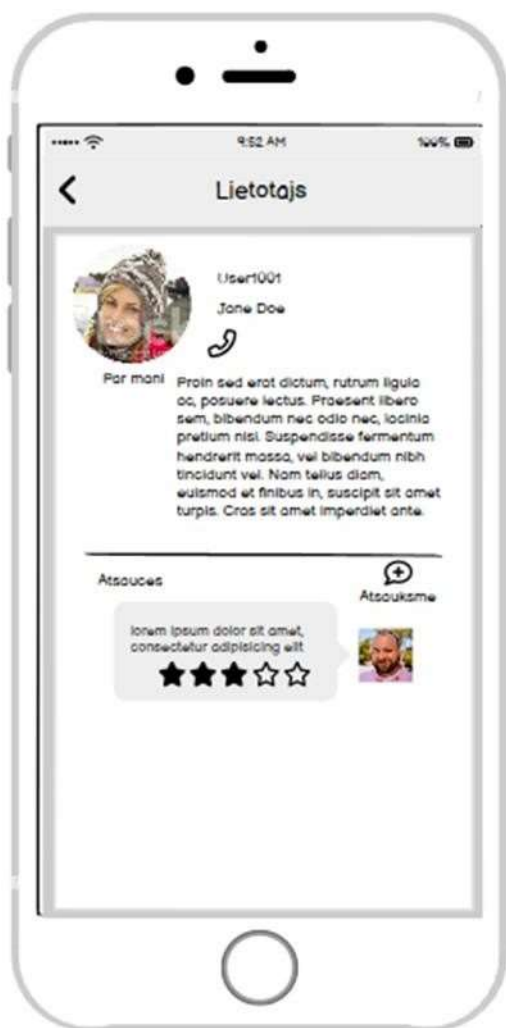 9:52 AM
100%
Lietotajs
User1001
Jane Doe
Par mani
Proin sed erat dictum, rutrum ligula
ac, posuere lectus. Praesent libero
sem, bibendum nec odio nec, lacinia
pretium nisl. Suspendisse fermentum
hendrerit massa, vel bibendum nibh
tincidunt vel. Nam tellus diam,
euismod et finibus in, suscipit sit amet
turpis. Cras sit amet imperdiet ante.
Atsauces
Atsauksme
lorem ipsum dolor sit amet,
consectetur adipisicing elit